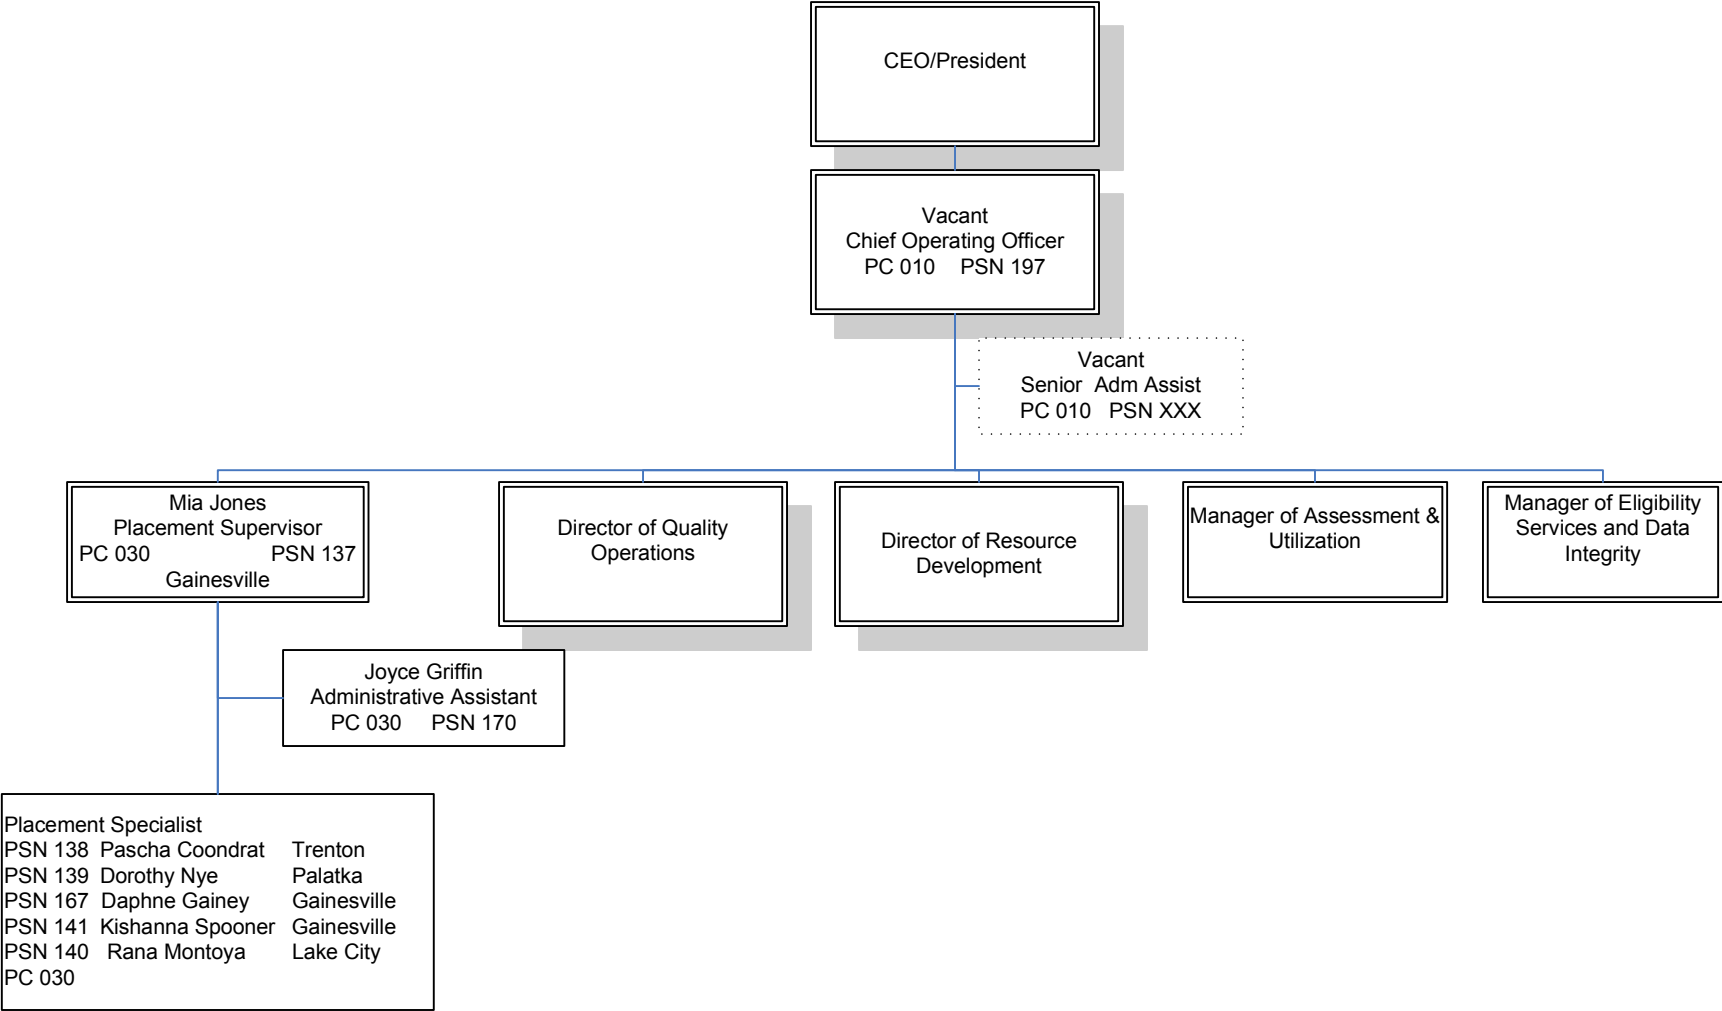 CEO/President
Vacant
Chief Operating Officer
PC 010 PSN 197
Vacant
Senior Adm Assist
PC 010 PSN XXX
Mia Jones
Placement Supervisor
PC 030 PSN 137
Gainesville
Director of Quality
Operations
Director of Resource
Development
Manager of Assessment &
Utilization
Manager of Eligibility
Services and Data
Integrity
Joyce Griffin
Administrative Assistant
PC 030 PSN 170
Placement Specialist
PSN 138 Pascha Coondrat Trenton
PSN 139 Dorothy Nye Palatka
PSN 167 Daphne Gainey Gainesville
PSN 141 Kishanna Spooner Gainesville
PSN 140 Rana Montoya Lake City
PC 030